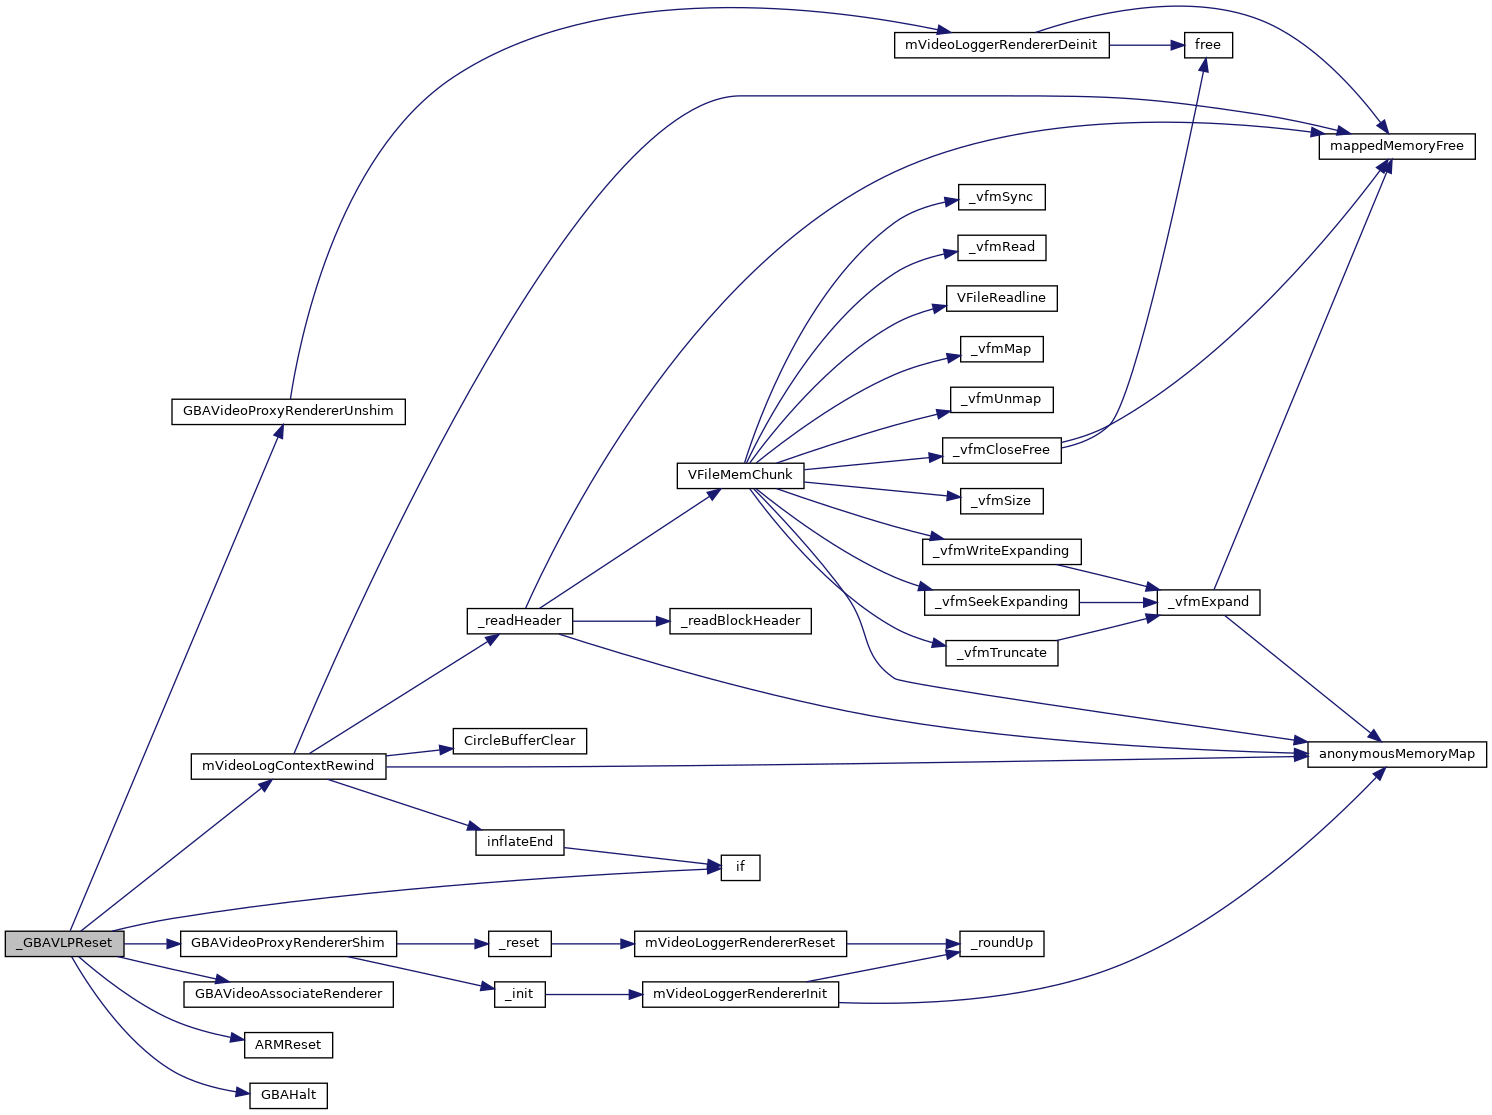 mVideoLoggerRendererDeinit
free
mappedMemoryFree
_vfmSync
_vfmRead
VFileReadline
_vfmMap
_vfmUnmap
GBAVideoProxyRendererUnshim
_vfmCloseFree
VFileMemChunk
_vfmSize
_vfmWriteExpanding
_vfmSeekExpanding
_vfmExpand
_readHeader
_readBlockHeader
_vfmTruncate
CircleBufferClear
anonymousMemoryMap
mVideoLogContextRewind
inflateEnd
if
_GBAVLPReset
GBAVideoProxyRendererShim
_reset
mVideoLoggerRendererReset
_roundUp
GBAVideoAssociateRenderer
_init
mVideoLoggerRendererInit
ARMReset
GBAHalt